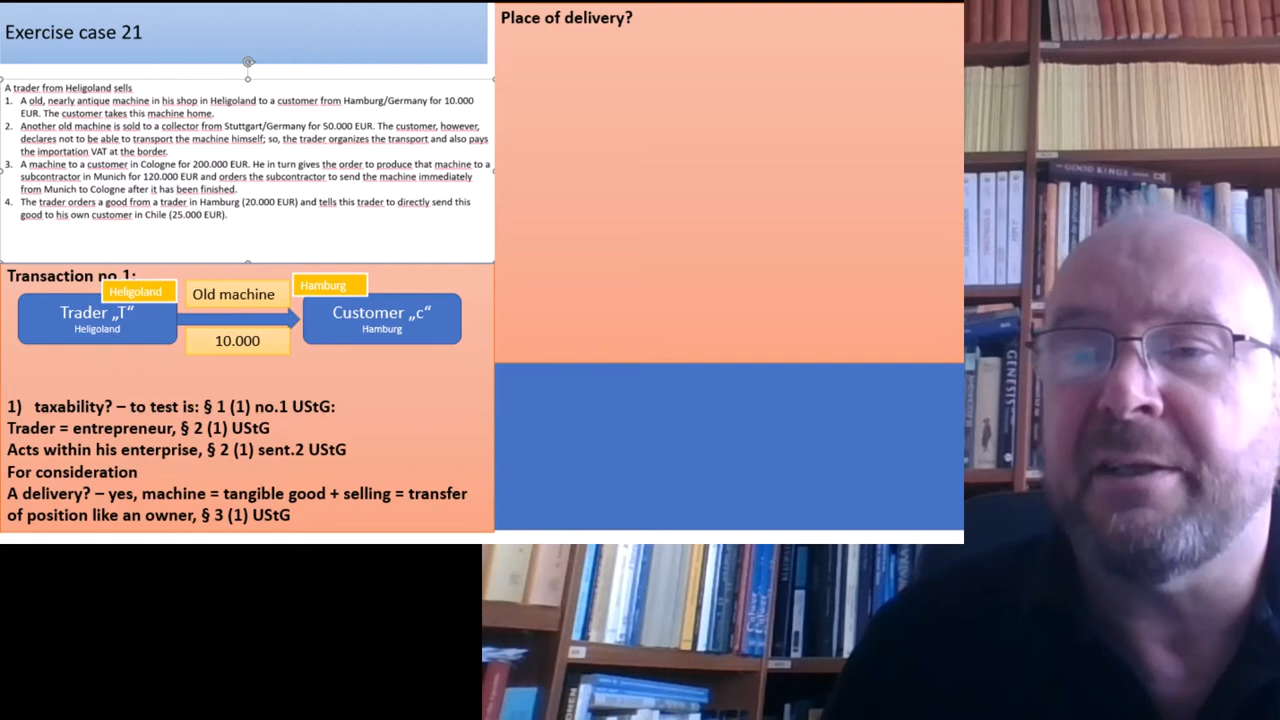 Exercise case 21
A trader from Heligoland sells
1. A old, nearly antique machine in his shop in Heligoland to a customer from Hamburg/Germany for 10.000
EUR. The customer takes this machine home.
2. Another old machine is sold to a collector from Stuttgart/Germany for 50.000 EUR. The customer, however,
declares not to be able to transport the machine himself; so, the trader organizes the transport and also pays
the importation VAT at the border.
3. A machine to a customer in Cologne for 200.000 EUR. He in turn gives the order to produce that machine to a
subcontractor in Munich for 120.000 EUR and orders the subcontractor to send the machine immediately
from Munich to Cologne after it has been finished.
4. The trader orders a good from a trader in Hamburg (20.000 EUR) and tells this trader to directly send this
good to his own customer in Chile (25.000 EUR).
Transaction no.1:
Heligoland
Old machine
Hamburg
Trader „T“
Heligoland
Customer „c“
Hamburg
10.000
1) taxability? – to test is: § 1 (1) no.1 UStG:
Trader = entrepreneur, § 2 (1) UStG
Acts within his enterprise, § 2 (1) sent.2 UStG
For consideration
A delivery? – yes, machine = tangible good + selling = transfer
of position like an owner, § 3 (1) UStG
Place of delivery?
GOOD KINGS
GENESIS